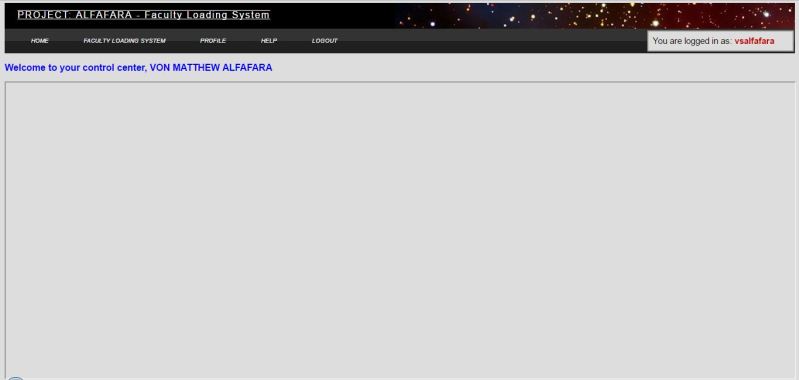 PROJECT: ALFAFARA - Faculty Loading System
HOME FACULTY LOADING SYSTEM PROFILE HELP LOGOUT
You are logged in as: vsalfafara
Welcome to your control center, VON MATTHEW ALFAFARA